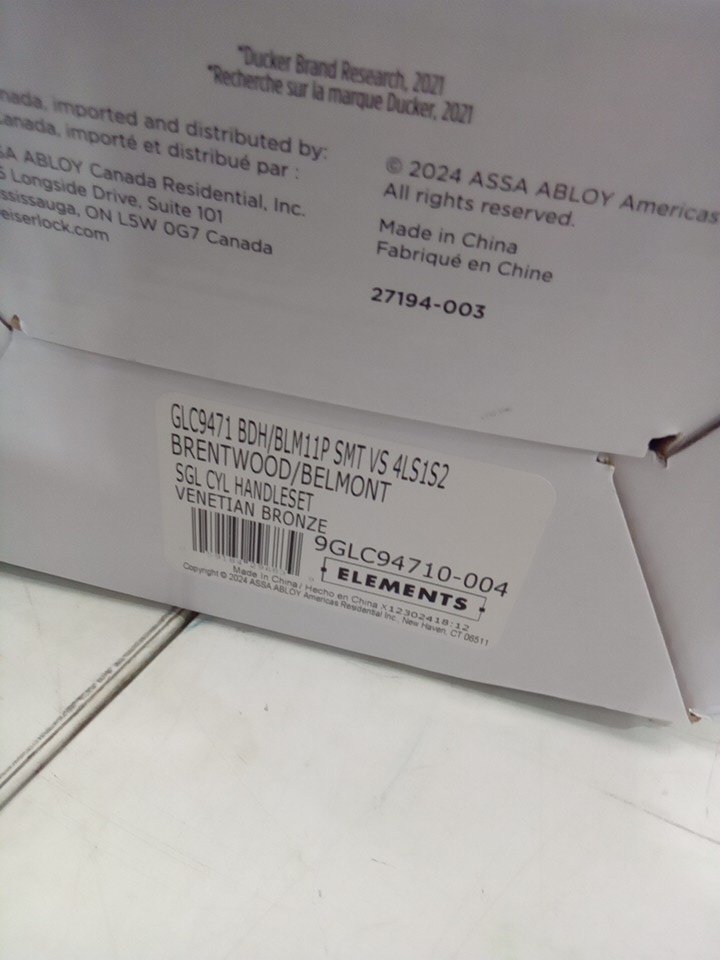 *Ducker Brand Research, 2021
*Recherche sur la marque Ducker, 2021
nada, imported and distributed by:
Canada, importé et distribué par :
SA ABLOY Canada Residential, Inc.
Longside Drive, Suite 101
ssissauga, ON L5W 0G7 Canada
eiserlock.com
© 2024 ASSA ABLOY Americas
All rights reserved.
Made in China
Fabriqué en Chine
27194-003
GLC9471 BDH/BLM11P SMT VS 4LS1S2
BRENTWOOD/BELMONT
SGL CYL HANDLESET
VENETIAN BRONZE
9GLC94710-004
ELEMENTS
Made in China / Hecho en China X12302418:12
Copyright © 2024 ASSA ABLOY Americas Residential Inc. New Haven, CT 06511